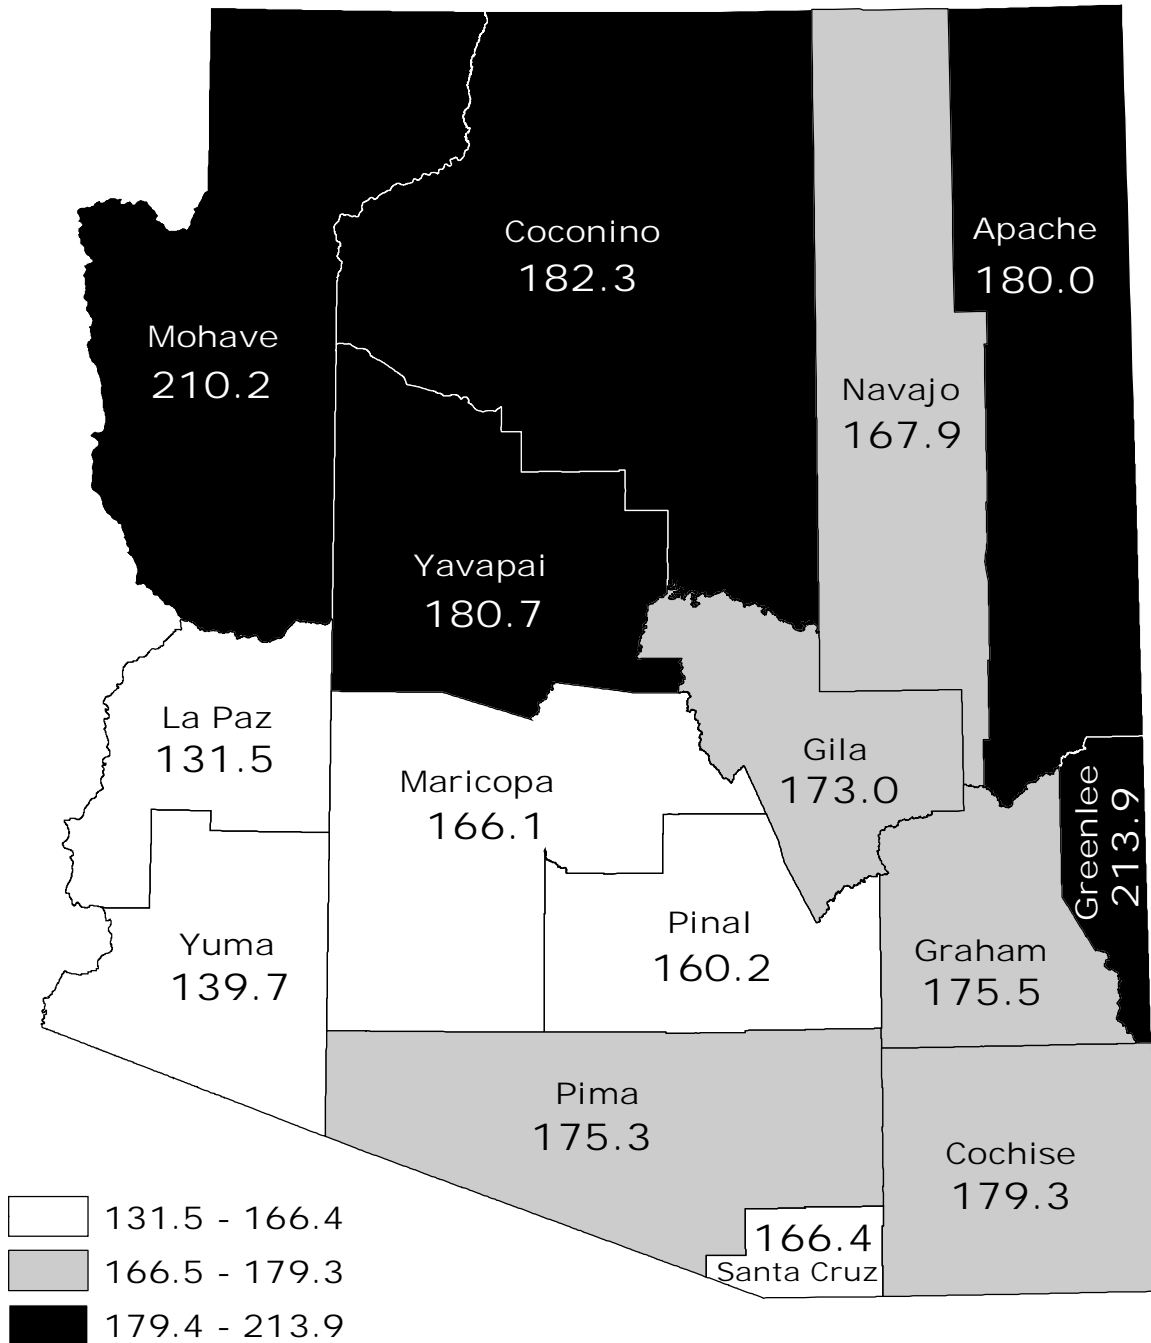 Coconino
182.3
Apache
180.0
Mohave
210.2
Navajo
167.9
Yavapai
180.7
La Paz
131.5
Gila
173.0
Maricopa
166.1
Greenlee
213.9
Pinal
160.2
Yuma
139.7
Graham
175.5
Pima
175.3
Cochise
179.3
166.4
Santa Cruz
131.5 - 166.4
166.5 - 179.3
179.4 - 213.9